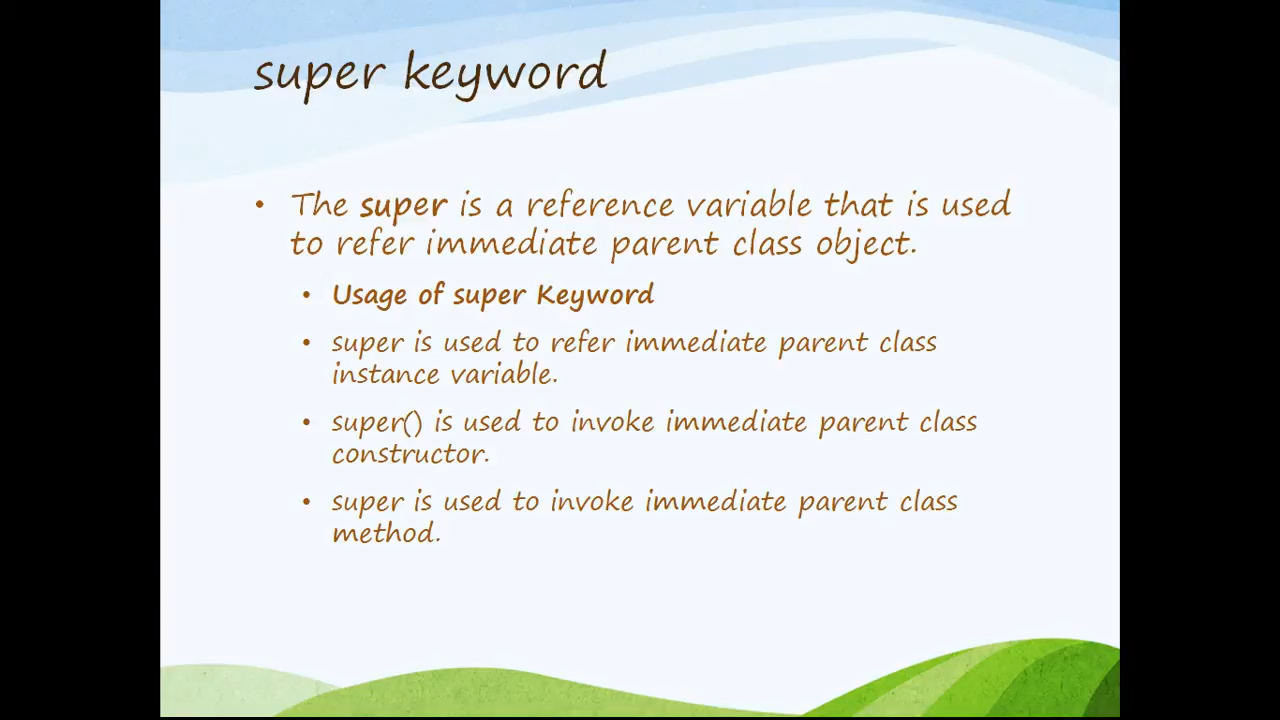 super keyword
• The super is a reference variable that is used
to refer immediate parent class object.
• Usage of super Keyword
• super is used to refer immediate parent class
instance variable.
• super() is used to invoke immediate parent class
constructor.
• super is used to invoke immediate parent class
method.